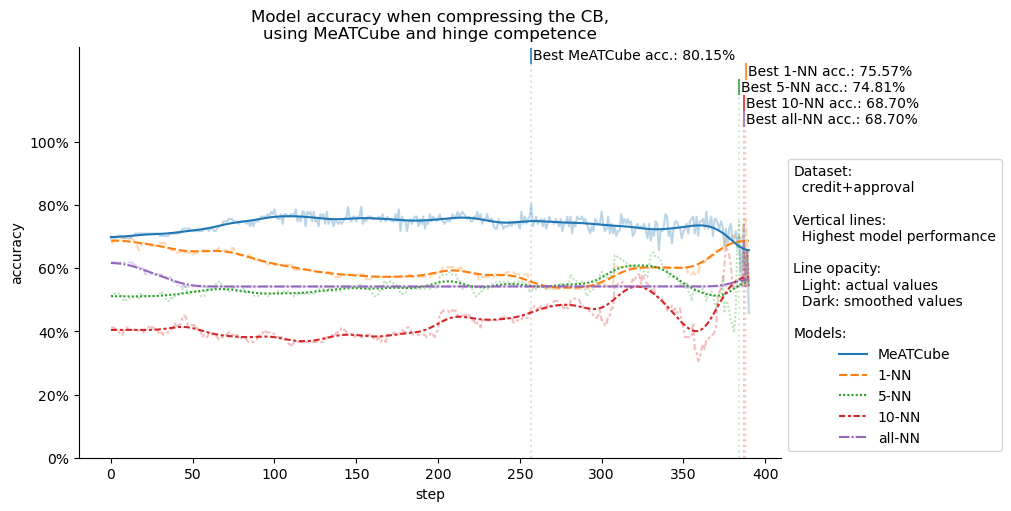 Model accuracy when compressing the CB,
using MeATCube and hinge competence
Best MeATCube acc.: 80.15%
Best 1-NN acc.: 75.57%
Best 5-NN acc.: 74.81%
Best 10-NN acc.: 68.70%
Best all-NN acc.: 68.70%
100%
80%
60%
40%
20%
0%
accuracy
0 50 100 150 200 250 300 350 400
step
Dataset:
credit+approval
Vertical lines:
Highest model performance
Line opacity:
Light: actual values
Dark: smoothed values
Models:
MeATCube
1-NN
5-NN
10-NN
all-NN